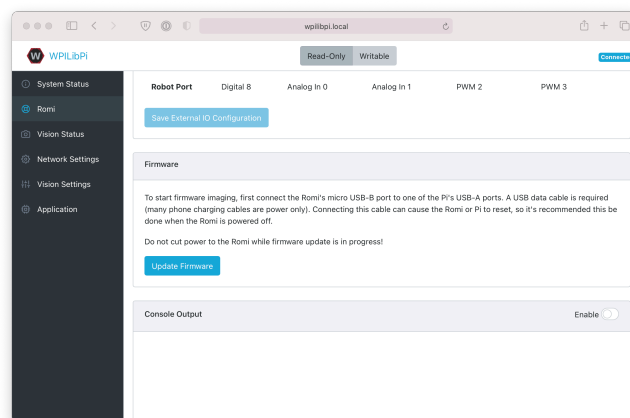 wpilibpi.local
W WPILibPi
Read-Only Writable
Connected
System Status
Romi
Vision Status
Network Settings
Vision Settings
Application
Robot Port Digital 8 Analog In 0 Analog In 1 PWM 2 PWM 3
Save External IO Configuration
Firmware
To start firmware imaging, first connect the Romi's micro USB-B port to one of the Pi's USB-A ports. A USB data cable is required
(many phone charging cables are power only). Connecting this cable can cause the Romi or Pi to reset, so it's recommended this be
done when the Romi is powered off.
Do not cut power to the Romi while firmware update is in progress!
Update Firmware
Console Output Enable